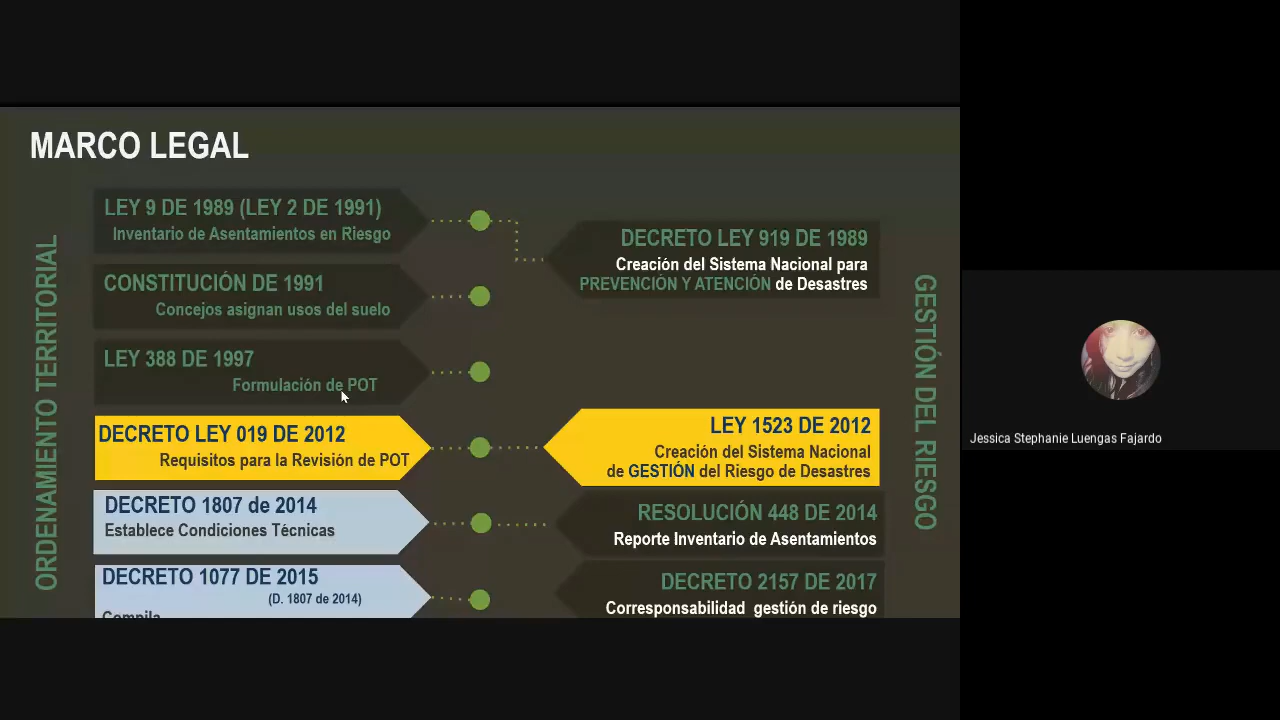 MARCO LEGAL
ORDENAMIENTO TERRITORIAL
LEY 9 DE 1989 (LEY 2 DE 1991)
Inventario de Asentamientos en Riesgo
CONSTITUCIÓN DE 1991
Concejos asignan usos del suelo
LEY 388 DE 1997
Formulación de POT
DECRETO LEY 019 DE 2012
Requisitos para la Revisión de POT
DECRETO 1807 de 2014
Establece Condiciones Técnicas
DECRETO 1077 DE 2015
(D. 1807 de 2014)
Compila
DECRETO LEY 919 DE 1989
Creación del Sistema Nacional para
PREVENCIÓN Y ATENCIÓN de Desastres
LEY 1523 DE 2012
Creación del Sistema Nacional
de GESTIÓN del Riesgo de Desastres
RESOLUCIÓN 448 DE 2014
Reporte Inventario de Asentamientos
DECRETO 2157 DE 2017
Corresponsabilidad gestión de riesgo
GESTIÓN DEL RIESGO
Jessica Stephanie Luengas Fajardo